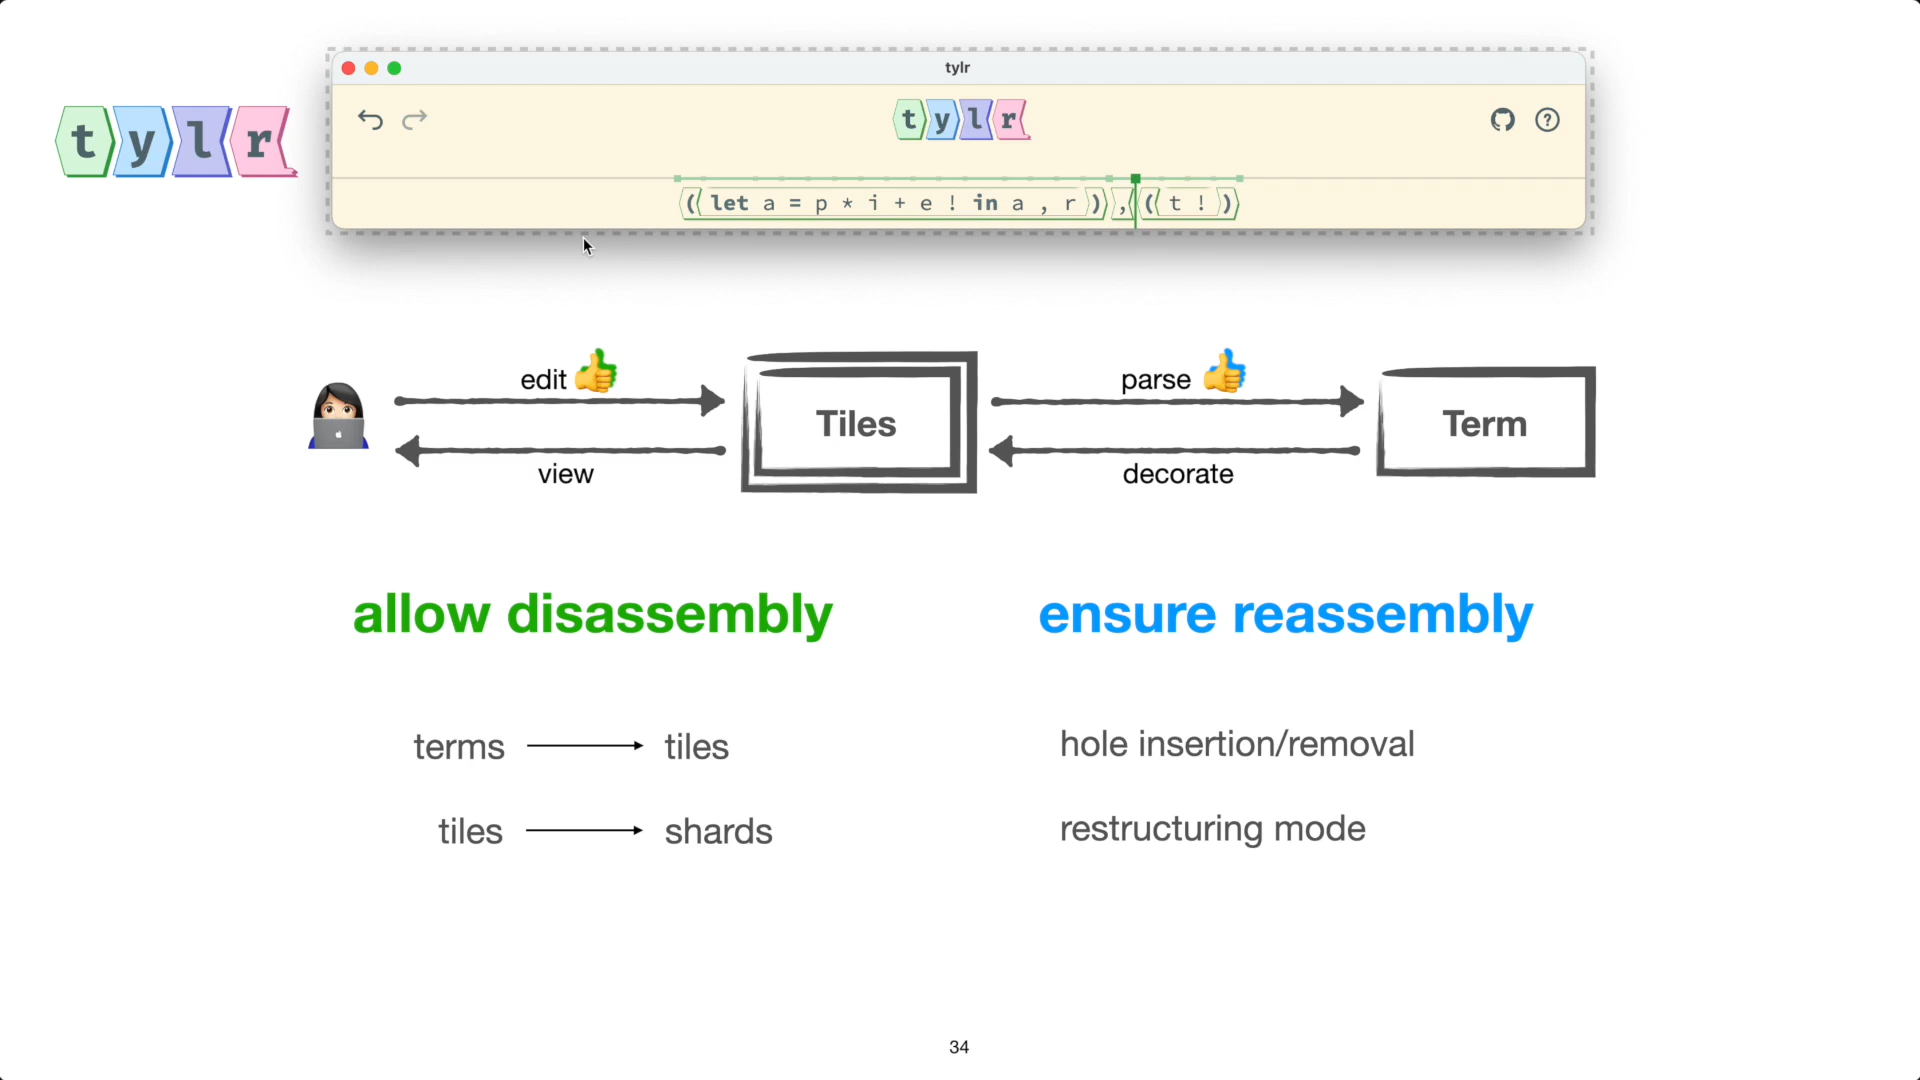 tylr
tylr
tylr
( let a = p * i + e ! in a , r ) , ( t ! )
edit
parse
Tiles
Term
view
decorate
allow disassembly
ensure reassembly
terms tiles
hole insertion/removal
tiles shards
restructuring mode
34